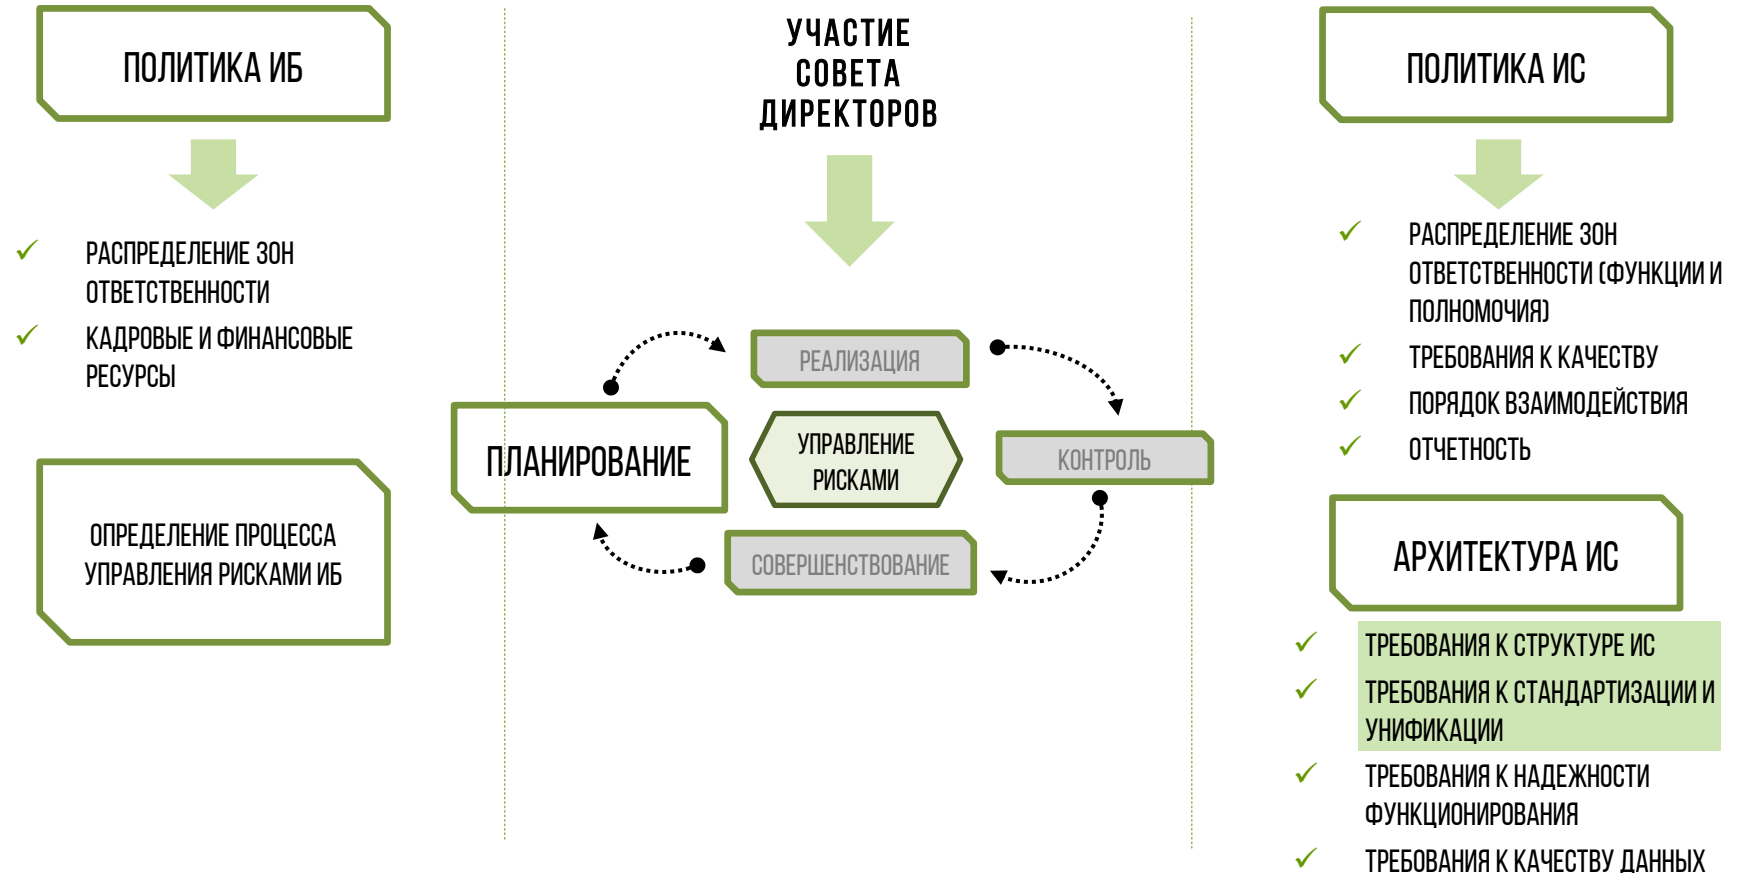 ПОЛИТИКА ИБ
РАСПРЕДЕЛЕНИЕ ЗОН
ОТВЕТСТВЕННОСТИ
КАДРОВЫЕ И ФИНАНСОВЫЕ
РЕСУРСЫ
ОПРЕДЕЛЕНИЕ ПРОЦЕССА
УПРАВЛЕНИЯ РИСКАМИ ИБ
УЧАСТИЕ
СОВЕТА
ДИРЕКТОРОВ
РЕАЛИЗАЦИЯ
ПЛАНИРОВАНИЕ
УПРАВЛЕНИЕ
РИСКАМИ
КОНТРОЛЬ
СОВЕРШЕНСТВОВАНИЕ
ПОЛИТИКА ИС
РАСПРЕДЕЛЕНИЕ ЗОН
ОТВЕТСТВЕННОСТИ (ФУНКЦИИ И
ПОЛНОМОЧИЯ)
ТРЕБОВАНИЯ К КАЧЕСТВУ
ПОРЯДОК ВЗАИМОДЕЙСТВИЯ
ОТЧЕТНОСТЬ
АРХИТЕКТУРА ИС
ТРЕБОВАНИЯ К СТРУКТУРЕ ИС
ТРЕБОВАНИЯ К СТАНДАРТИЗАЦИИ И
УНИФИКАЦИИ
ТРЕБОВАНИЯ К НАДЕЖНОСТИ
ФУНКЦИОНИРОВАНИЯ
ТРЕБОВАНИЯ К КАЧЕСТВУ ДАННЫХ